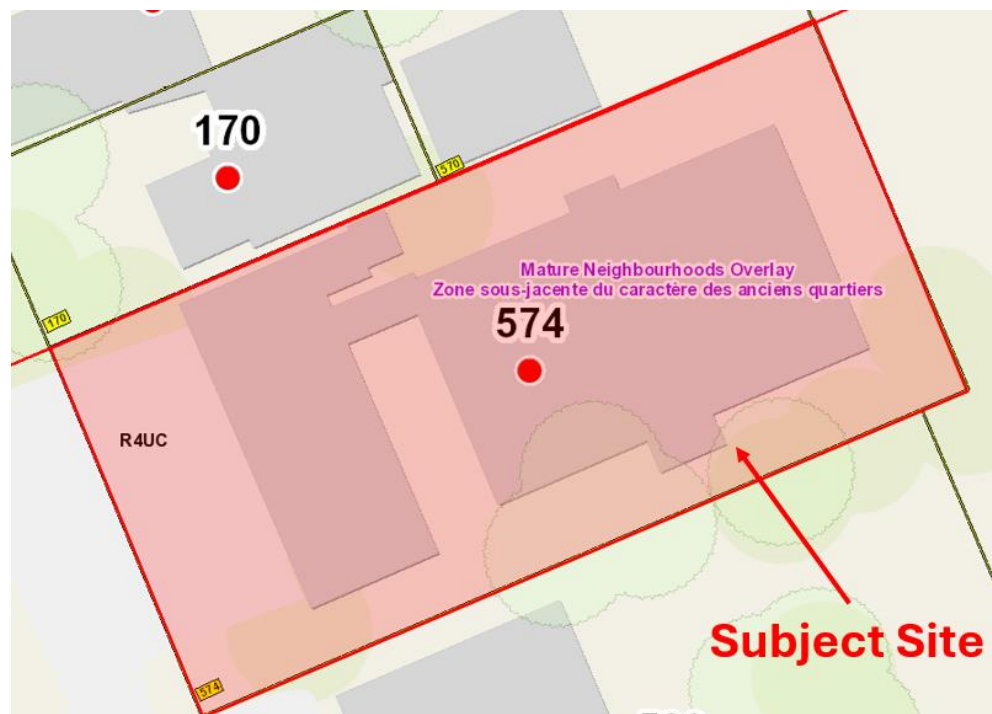 170
570
Mature Neighbourhoods Overlay
Zone sous-jacente du caractère des anciens quartiers
574
170
R4UC
Subject Site
574